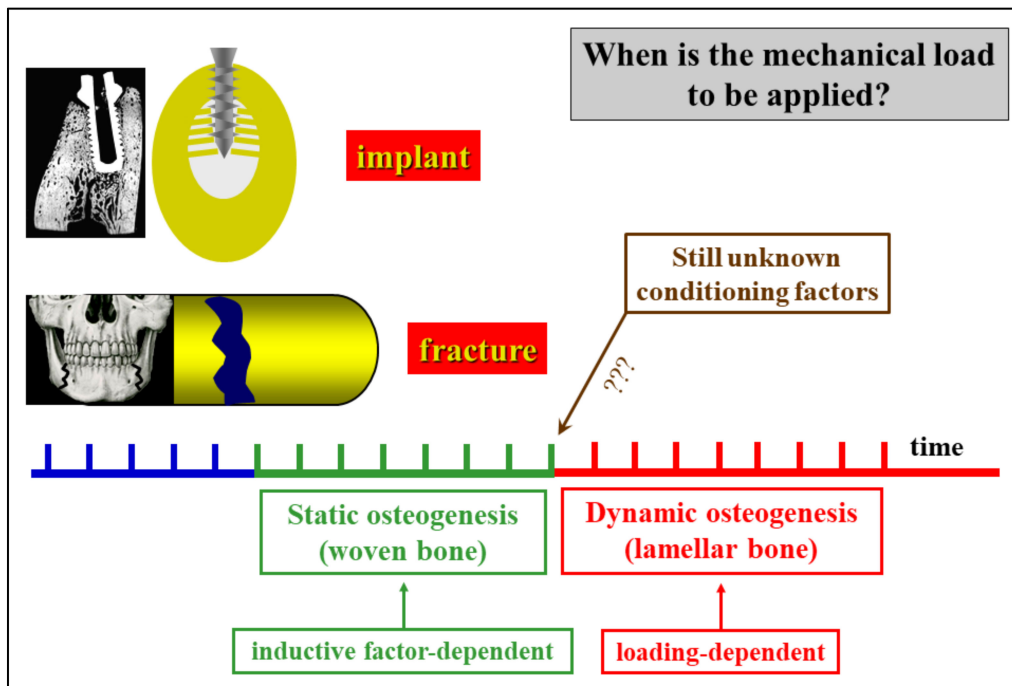 When is the mechanical load
to be applied?
implant
Still unknown
conditioning factors
fracture
???
time
Static osteogenesis
(woven bone)
Dynamic osteogenesis
(lamellar bone)
inductive factor-dependent
loading-dependent